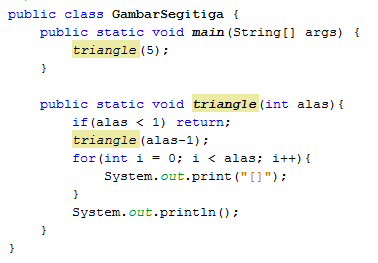 public class GambarSegitiga {
    public static void main(String[] args) {
        triangle(5);
    }

    public static void triangle(int alas){
        if(alas < 1) return;
        triangle(alas-1);
        for(int i = 0; i < alas; i++){
            System.out.print("[]");
        }
        System.out.println();
    }
}